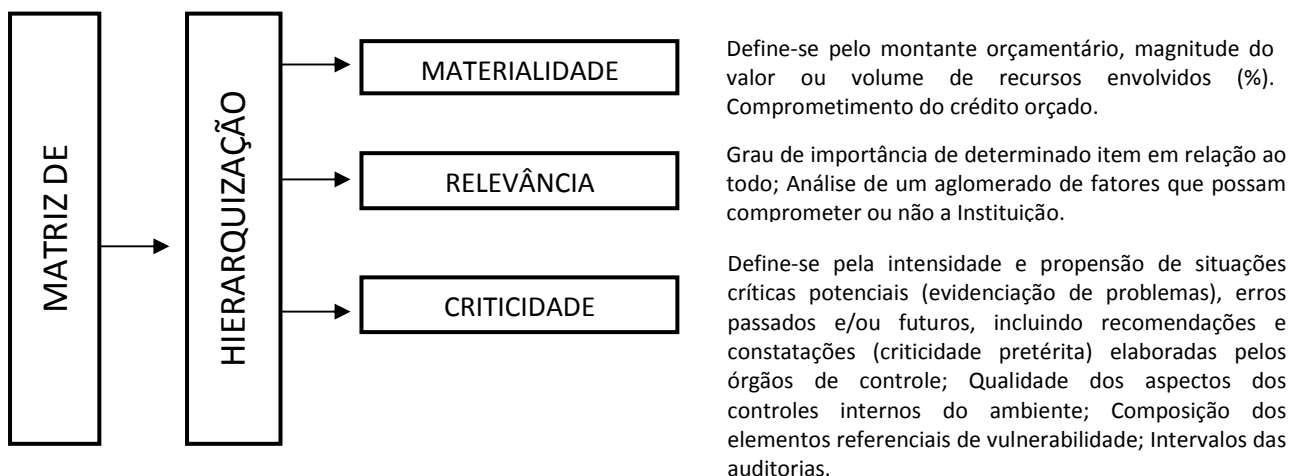 MATRIZ DE
HIERARQUIZAÇÃO
MATERIALIDADE
Define-se pelo montante orçamentário, magnitude do
valor ou volume de recursos envolvidos (%).
Comprometimento do crédito orçado.
RELEVÂNCIA
Grau de importância de determinado item em relação ao
todo; Análise de um aglomerado de fatores que possam
comprometer ou não a Instituição.
CRITICIDADE
Define-se pela intensidade e propensão de situações
críticas potenciais (evidenciação de problemas), erros
passados e/ou futuros, incluindo recomendações e
constatações (criticidade pretérita) elaboradas pelos
órgãos de controle; Qualidade dos aspectos dos
controles internos do ambiente; Composição dos
elementos referenciais de vulnerabilidade; Intervalos das
auditorias.